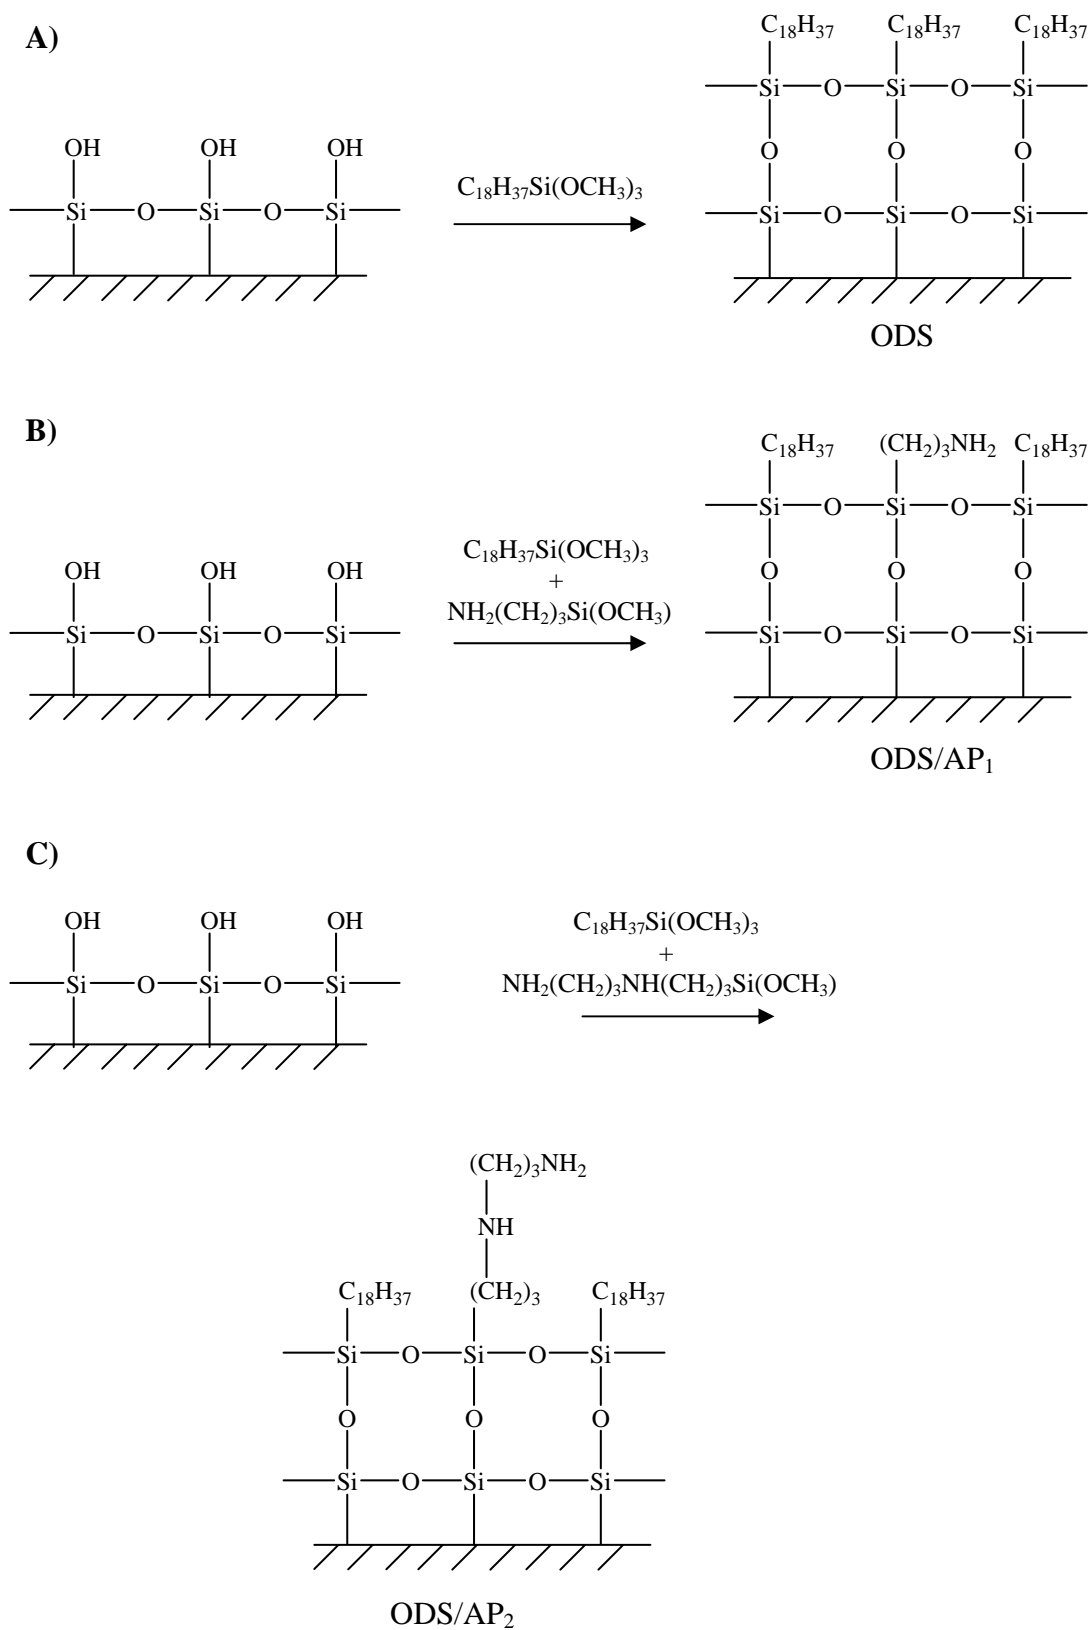 A)
C18H37 C18H37 C18H37
Si O Si O Si
OH OH OH
O O O
C18H37Si(OCH3)3
Si O Si O Si
Si O Si O Si
ODS
B)
C18H37 (CH2)3NH2 C18H37
Si O Si O Si
C18H37Si(OCH3)3
+
NH2(CH2)3Si(OCH3)
OH OH OH
O O O
Si O Si O Si
Si O Si O Si
ODS/AP1
C)
OH OH OH
Si O Si O Si
C18H37Si(OCH3)3
+
NH2(CH2)3NH(CH2)3Si(OCH3)
(CH2)3NH2
NH
C18H37 (CH2)3 C18H37
Si O Si O Si
O O O
Si O Si O Si
ODS/AP2